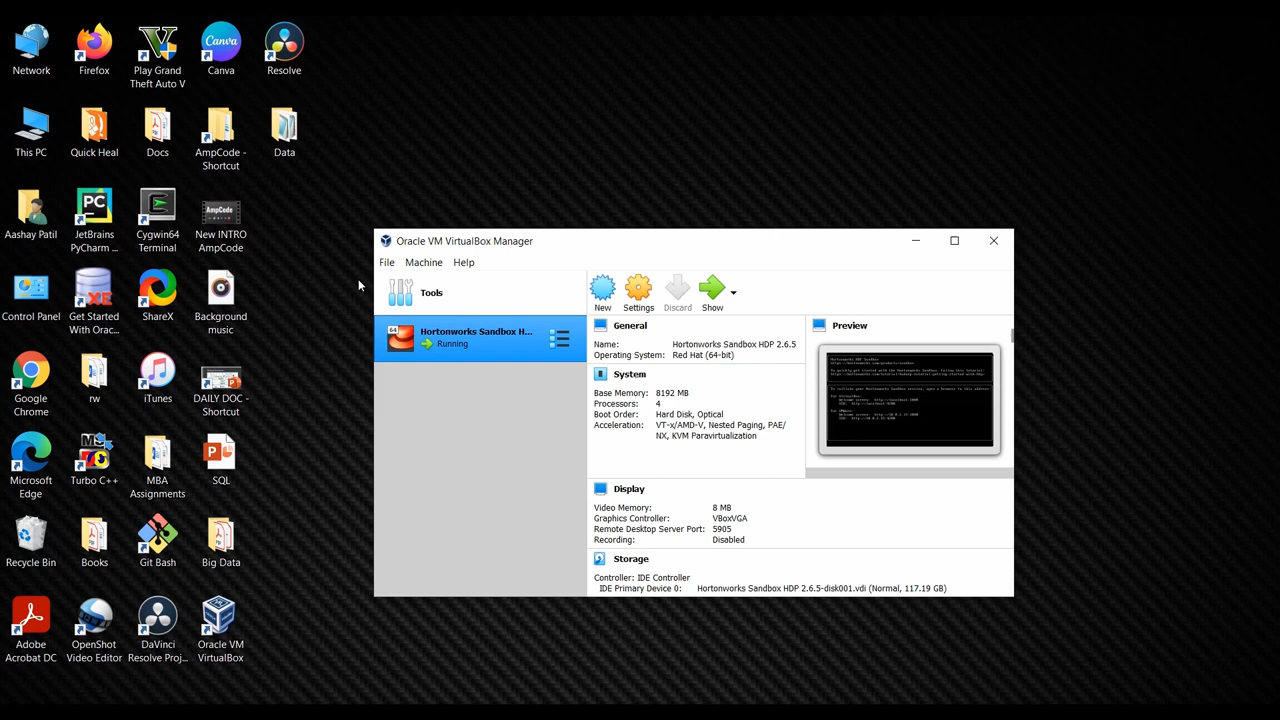 Network
Firefox
Play Grand
Theft Auto V
Canva
Canva
Resolve
This PC
Quick Heal
Docs
AmpCode -
Shortcut
Data
Aashay Patil
PC
JetBrains
PyCharm ...
Cygwin64
Terminal
AmpCode
New INTRO
AmpCode
Control Panel
XE
Get Started
With Orac...
ShareX
Background
music
Google
Chrome
rw
iTunes
DAILY DOC -
Shortcut
Microsoft
Edge
Turbo C++
MBA
Assignments
SQL
Recycle Bin
Books
Git Bash
Big Data
Adobe
Acrobat DC
OpenShot
Video Editor
DaVinci
Resolve Proj...
Oracle VM
VirtualBox
Oracle VM VirtualBox Manager
File Machine Help
Tools
New Settings Discard Show
64
Hortonworks Sandbox H...
Running
General
Name: Hortonworks Sandbox HDP 2.6.5
Operating System: Red Hat (64-bit)
System
Base Memory: 8192 MB
Processors: 4
Boot Order: Hard Disk, Optical
Acceleration: VT-x/AMD-V, Nested Paging, PAE/
NX, KVM Paravirtualization
Preview
Display
Video Memory: 8 MB
Graphics Controller: VBoxVGA
Remote Desktop Server Port: 5905
Recording: Disabled
Storage
Controller: IDE Controller
IDE Primary Device 0: Hortonworks Sandbox HDP 2.6.5-disk001.vdi (Normal, 117.19 GB)